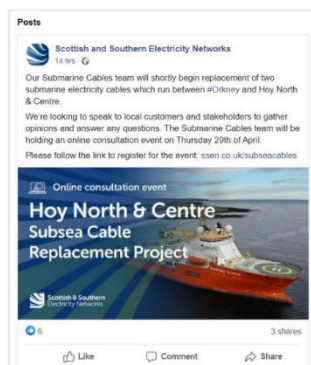 Posts
Scottish and Southern Electricity Networks
14 hrs
Our Submarine Cables team will shortly begin replacement of two
submarine electricity cables which run between #Orkney and Hoy North
& Centre.
We're looking to speak to local customers and stakeholders to gather
opinions and answer any questions. The Submarine Cables team will be
holding an online consultation event on Thursday 29th of April.
Please follow the link to register for the event: ssen.co.uk/subseacables
Online consultation event
Hoy North & Centre
Subsea Cable
Replacement Project
Scottish & Southern
Electricity Networks
6
3 shares
Like
Comment
Share